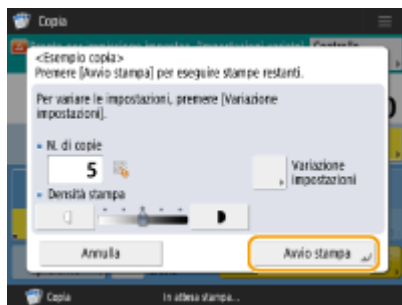 Copia
<Esempio copia>
Premere [Avvio stampa] per eseguire stampe restanti.
Per variare le impostazioni, premere [Variazione
impostazioni].
N. di copie
5
Variazione
impostazioni
Densità stampa
Annulla
Avvio stampa
Copia
In attesa stampa...